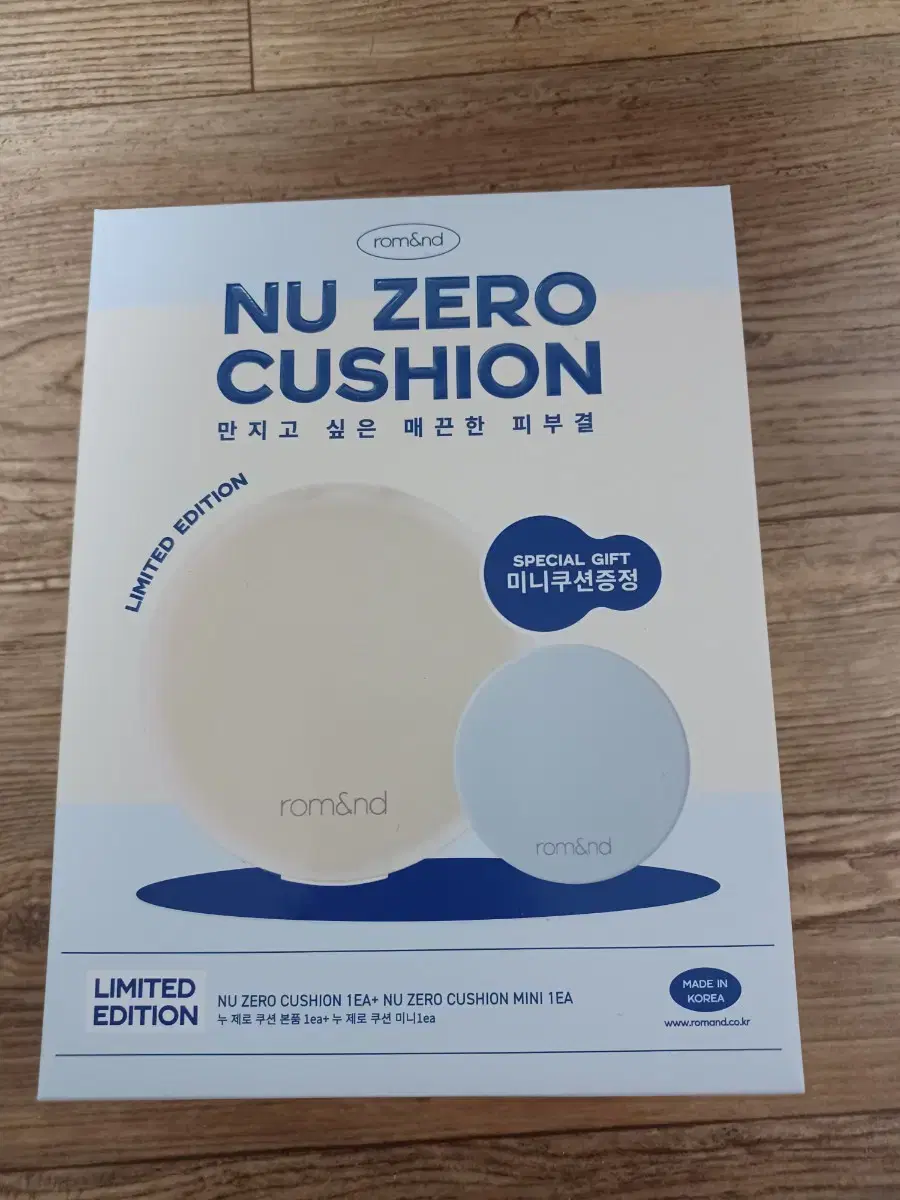 rom&nd
NU ZERO
CUSHION
만지고 싶은 매끈한 피부결
LIMITED EDITION
SPECIAL GIFT
미니쿠션증정
rom&nd
rom&nd
LIMITED
EDITION
NU ZERO CUSHION 1EA+ NU ZERO CUSHION MINI 1EA
누 제로 쿠션 본품 1ea+ 누 제로 쿠션 미니1ea
MADE IN
KOREA
www.romand.co.kr